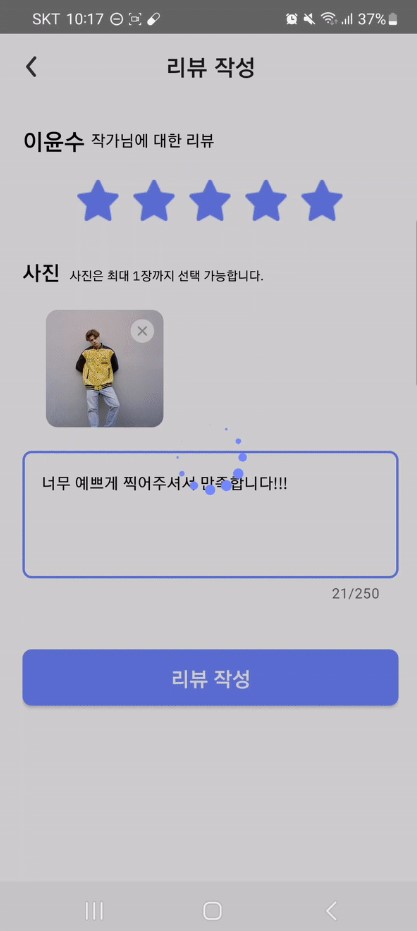 SKT 10:17 37%
리뷰 작성
이윤수 작가님에 대한 리뷰
사진 사진은 최대 1장까지 선택 가능합니다.
너무 예쁘게 찍어주셔서 만족합니다!!!
21/250
리뷰 작성